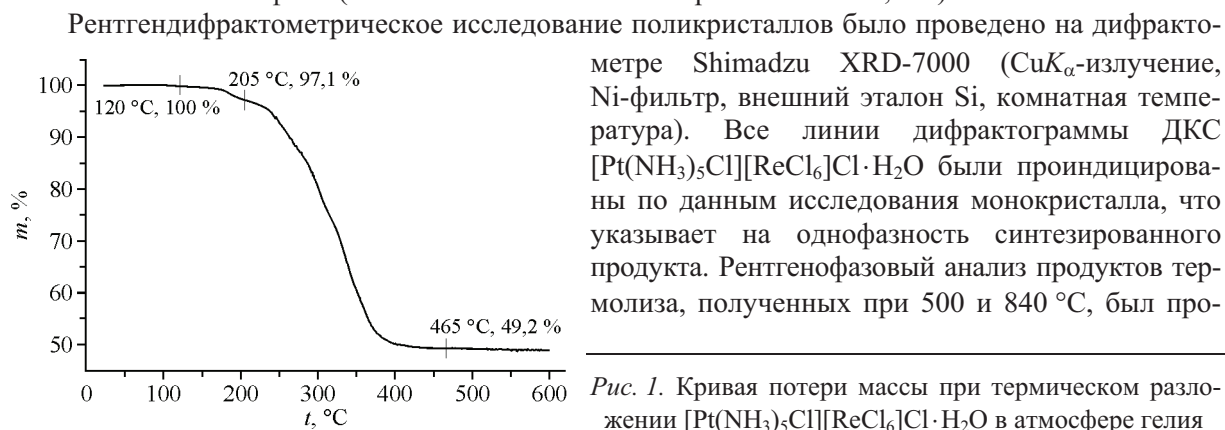 Рентгендифрактометрическое исследование поликристаллов было проведено на дифракто-
метре Shimadzu XRD-7000 (CuKα-излучение,
Ni-фильтр, внешний эталон Si, комнатная темпе-
ратура). Все линии дифрактограммы ДКС
[Pt(NH3)5Cl][ReCl6]Cl·H2O были проиндицирова-
ны по данным исследования монокристалла, что
указывает на однофазность синтезированного
продукта. Рентгенофазовый анализ продуктов тер-
молиза, полученных при 500 и 840 °C, был про-
m, %
100
90
80
70
60
50
120 °C, 100 %
205 °C, 97,1 %
465 °C, 49,2 %
0 100 200 300 400 500 600
t, °C
Рис. 1. Кривая потери массы при термическом разло-
жении [Pt(NH3)5Cl][ReCl6]Cl·H2O в атмосфере гелия